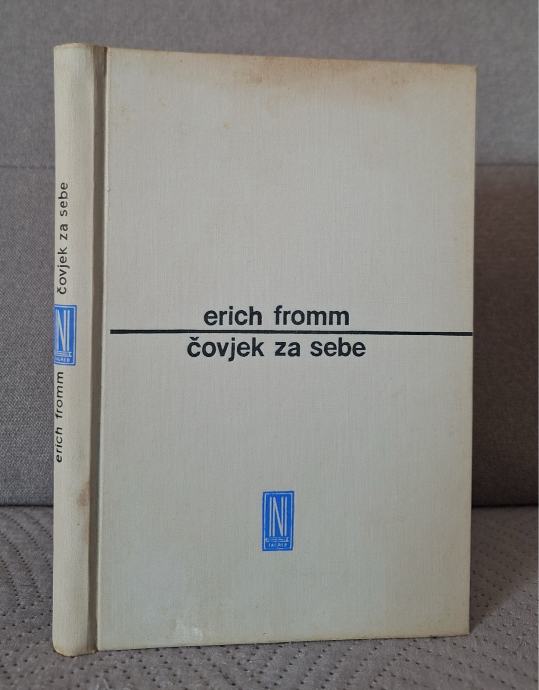 erich fromm
čovjek za sebe
erich fromm
čovjek za sebe